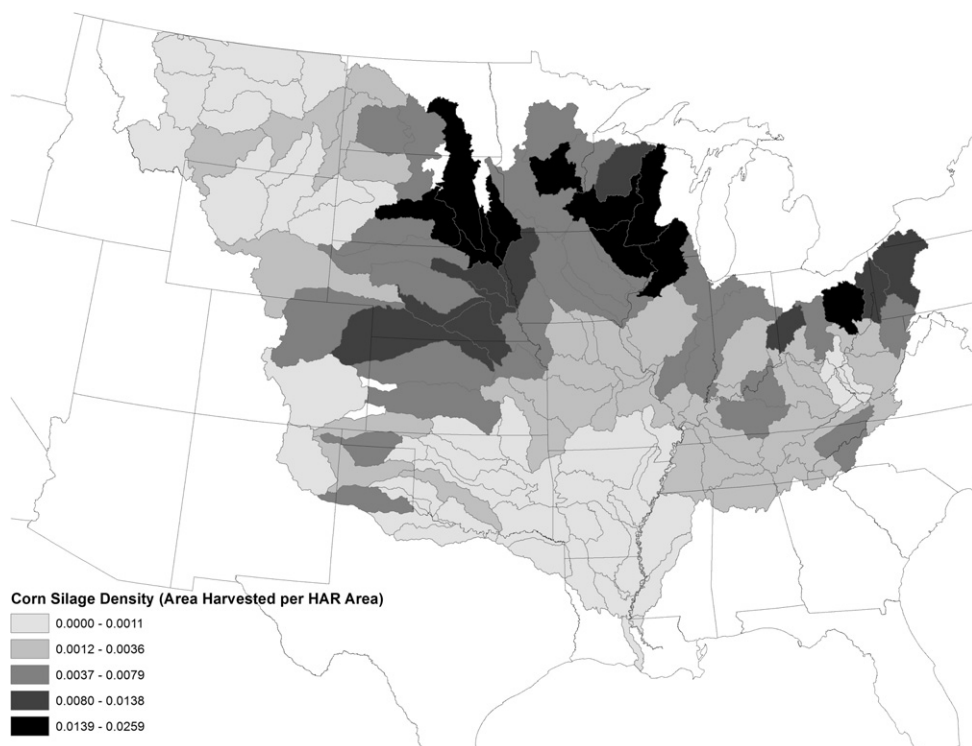 Corn Silage Density (Area Harvested per HAR Area)
0.0000 - 0.0011
0.0012 - 0.0036
0.0037 - 0.0079
0.0080 - 0.0138
0.0139 - 0.0259